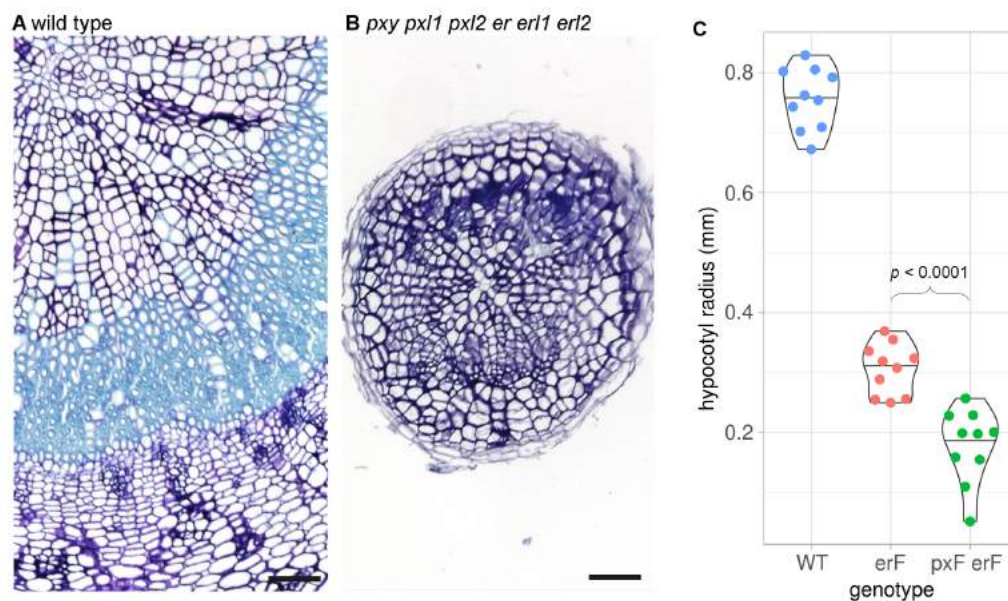 A wild type
B pxy pxl1 pxl2 er erl1 erl2
C
hypocotyl radius (mm)
0.8
0.6
0.4
0.2
p < 0.0001
WT erF pxF erF
genotype